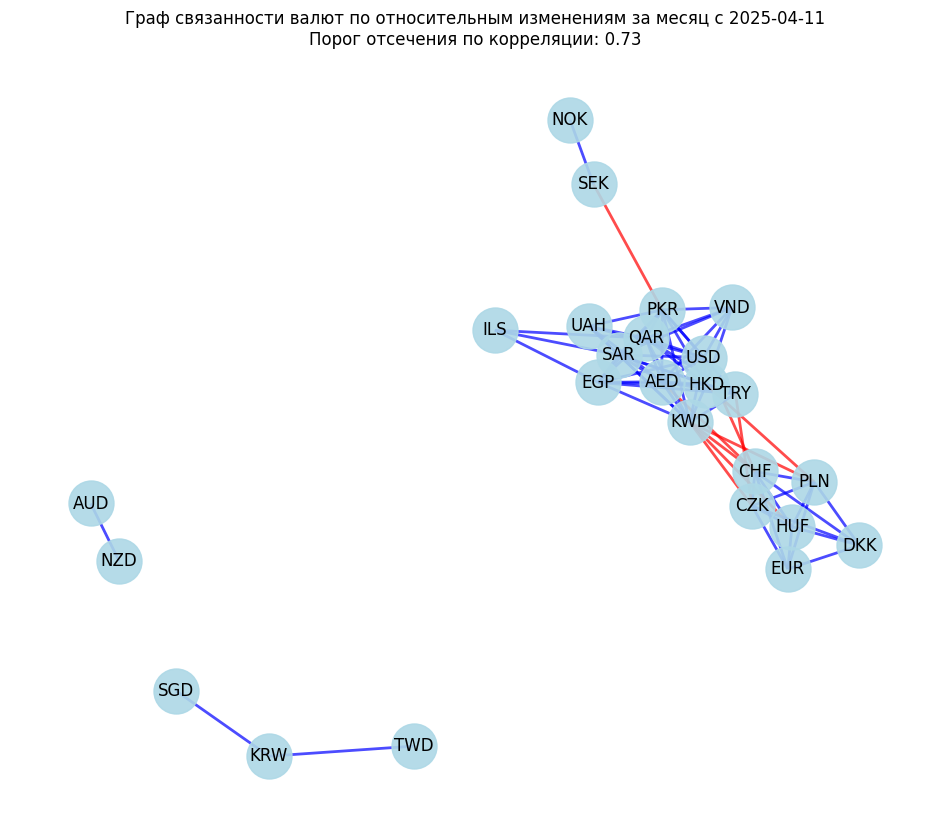 Граф связанности валют по относительным изменениям за месяц с 2025-04-11
Порог отсечения по корреляции: 0.73
NOK
SEK
PKR
VND
UAH
ILS
QAR
SAR
USD
EGP
AED
HKD
TRY
KWD
CHF
PLN
AUD
CZK
HUF
DKK
NZD
EUR
SGD
TWD
KRW